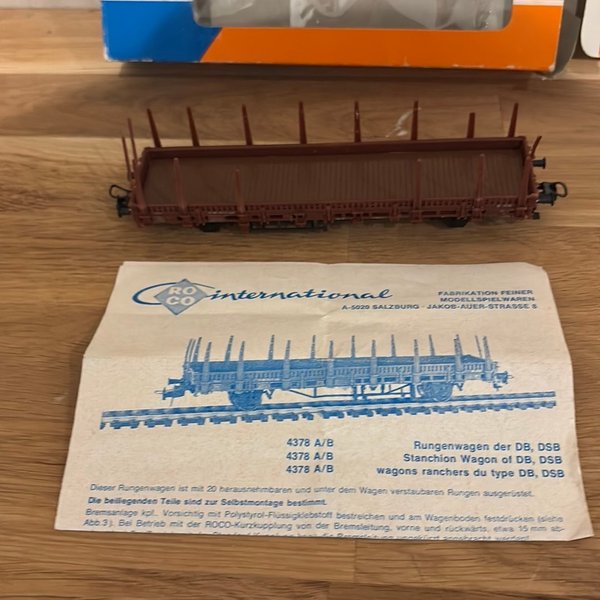 ROCO international
FABRIKATION FEINER
MODELLSPIELWAREN
A-5020 SALZBURG · JAKOB-AUER-STRASSE 8
4378 A/B Rungenwagen der DB, DSB
4378 A/B Stanchion Wagon of DB, DSB
4378 A/B wagons ranchers du type DB, DSB
Dieser Rungenwagen ist mit 20 herausnehmbaren und unter dem Wagen verstaubaren Rungen ausgerüstet.
Die beiliegenden Teile sind zur Selbstmontage bestimmt.
Bremsanlage kpl. Vorsichtig mit Polystyrol-Flüssigklebstoff bestreichen und am Wagenboden festdrücken (siehe
Abb.3). Bei Betrieb mit der ROCO-Kurzkupplung von der Bremsleitung, vorne und rückwärts, etwa 15 mm ab-